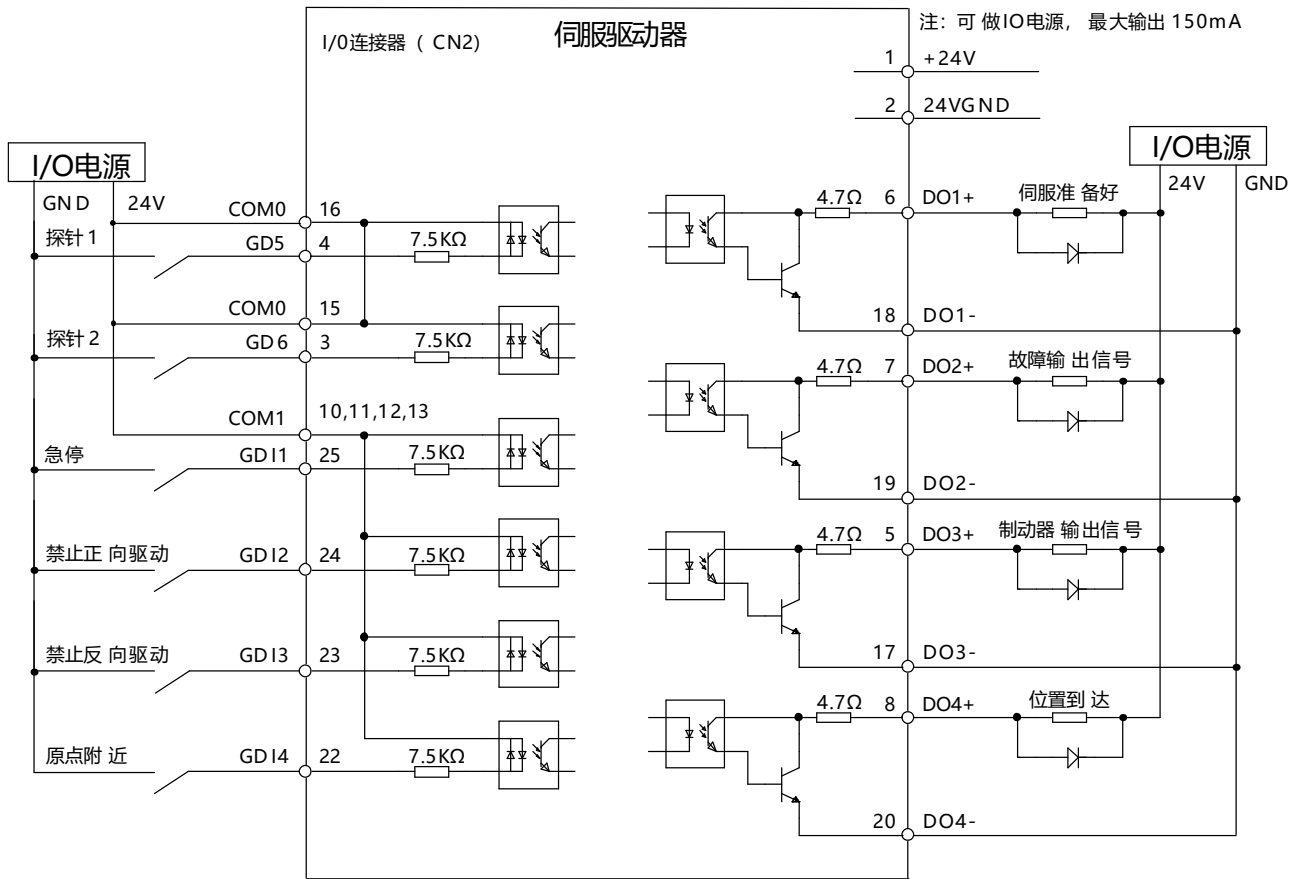 注: 可 做IO电源, 最大输出 150mA
I/0连接器 ( CN2)
伺服驱动器
1 +24V
2 24VGND
I/O电源
GND 24V
I/O电源
24V GND
COM0 16
探针 1
GD5 4 7.5KΩ
4.7Ω 6 DO1+ 伺服准 备好
COM0 15
18 DO1-
探针 2
GD6 3 7.5KΩ
4.7Ω 7 DO2+ 故障输 出信号
COM1 10,11,12,13
急停
GDI1 25 7.5KΩ
19 DO2-
4.7Ω 5 DO3+ 制动器 输出信 号
禁止正 向驱动 GDI2 24 7.5KΩ
禁止反 向驱动 GDI3 23 7.5KΩ
17 DO3-
4.7Ω 8 DO4+ 位置到 达
原点附 近 GDI4 22 7.5KΩ
20 DO4-